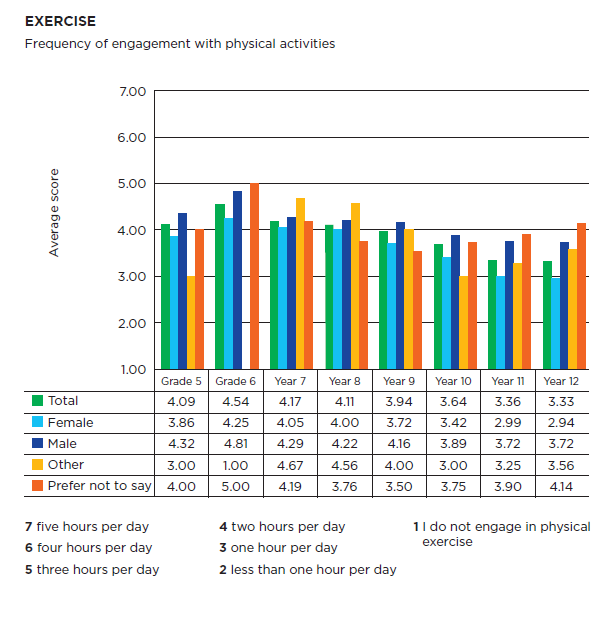 EXERCISE
Frequency of engagement with physical activities
Average score
7.00
6.00
5.00
4.00
3.00
2.00
1.00
Grade 5 Grade 6 Year 7 Year 8 Year 9 Year 10 Year 11 Year 12
Total 4.09 4.54 4.17 4.11 3.94 3.64 3.36 3.33
Female 3.86 4.25 4.05 4.00 3.72 3.42 2.99 2.94
Male 4.32 4.81 4.29 4.22 4.16 3.89 3.72 3.72
Other 3.00 1.00 4.67 4.56 4.00 3.00 3.25 3.56
Prefer not to say 4.00 5.00 4.19 3.76 3.50 3.75 3.90 4.14
7 five hours per day
6 four hours per day
5 three hours per day
4 two hours per day
3 one hour per day
2 less than one hour per day
1 I do not engage in physical
exercise